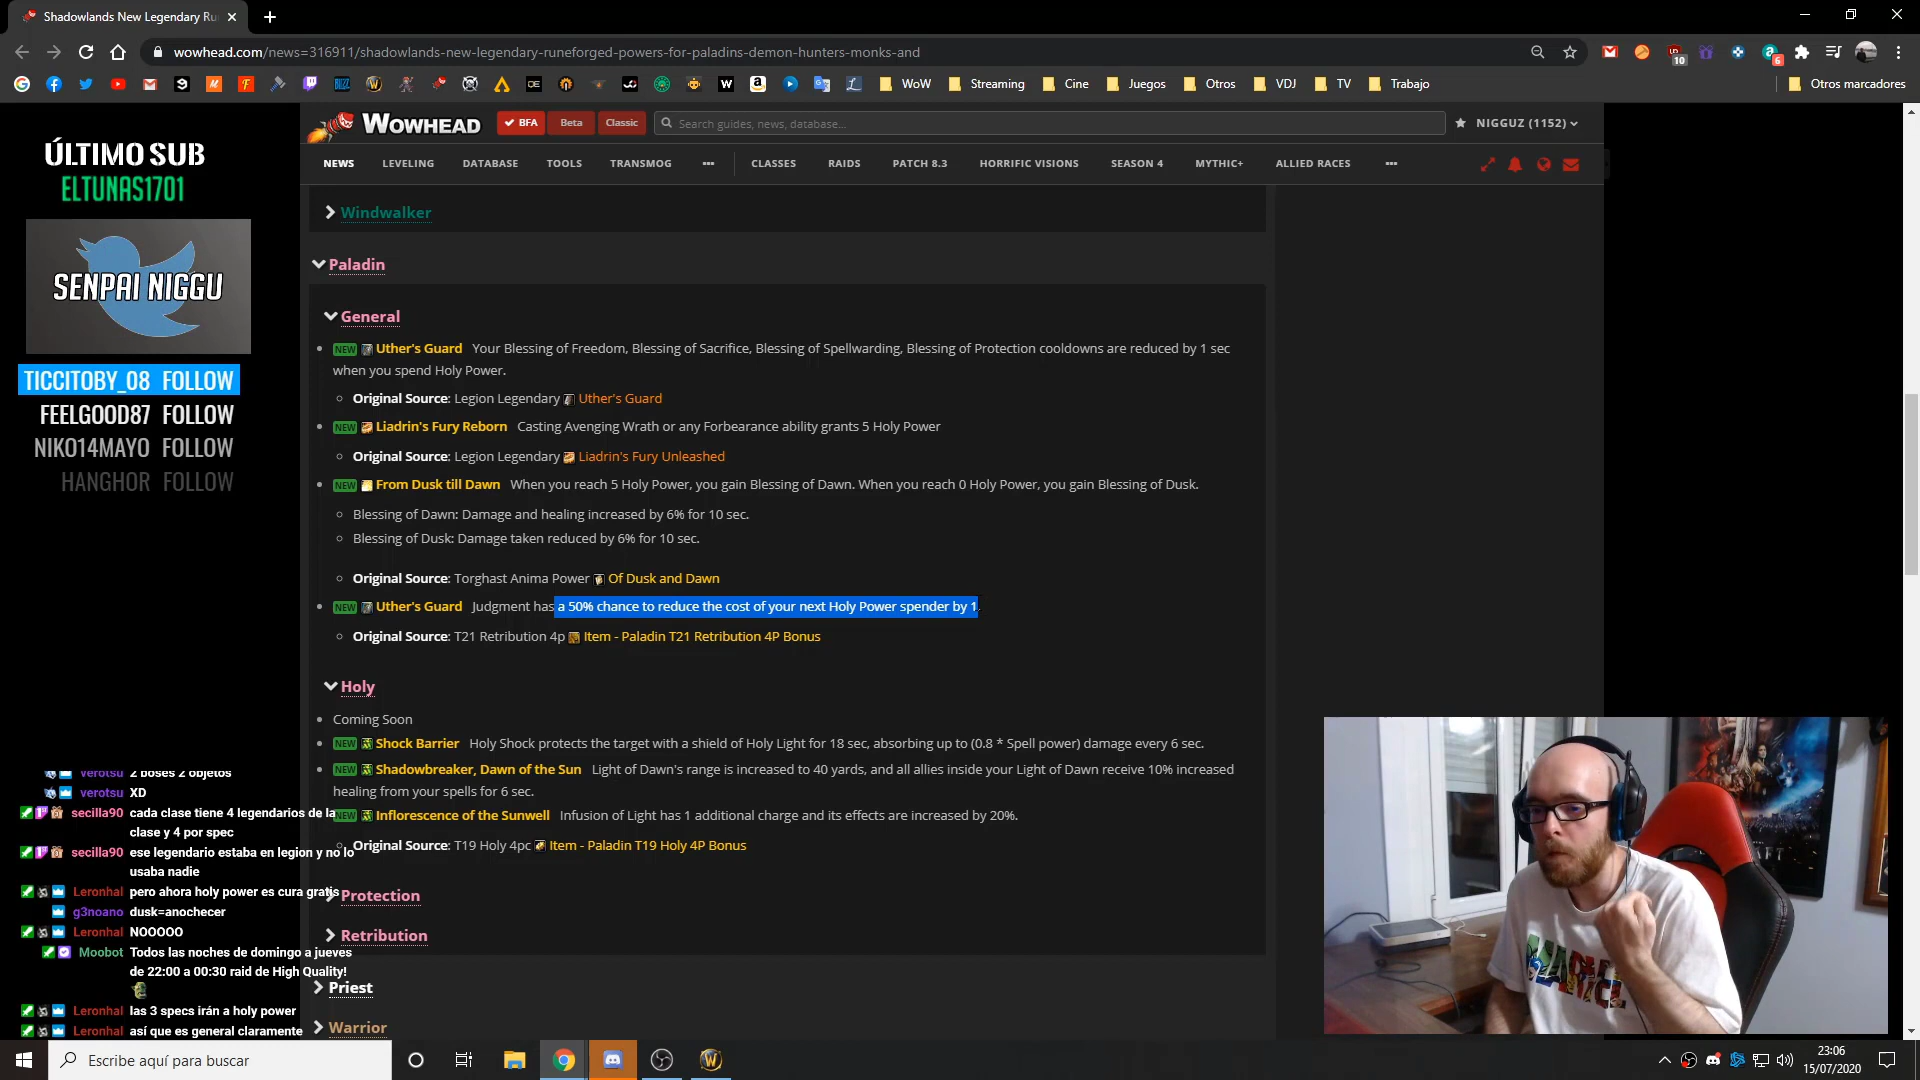 Shadowlands New Legendary Ru
wowhead.com/news=316911/shadowlands-new-legendary-runeforged-powers-for-paladins-demon-hunters-monks-and
10
6
WoW
Streaming
Cine
Juegos
Otros
VDJ
TV
Trabajo
Otros marcadores
WOWHEAD
BFA
Beta
Classic
Search guides, news, database...
NIGGUZ (1152)
NEWS
LEVELING
DATABASE
TOOLS
TRANSMOG
CLASSES
RAIDS
PATCH 8.3
HORRIFIC VISIONS
SEASON 4
MYTHIC+
ALLIED RACES
ÚLTIMO SUB
ELTUNAS1701
SENPAI NIGGU
TICCITOBY_08 FOLLOW
FEELGOOD87 FOLLOW
NIKO14MAYO FOLLOW
HANGHOR FOLLOW
Windwalker
Paladin
General
NEW Uther's Guard Your Blessing of Freedom, Blessing of Sacrifice, Blessing of Spellwarding, Blessing of Protection cooldowns are reduced by 1 sec
when you spend Holy Power.
Original Source: Legion Legendary Uther's Guard
NEW Liadrin's Fury Reborn Casting Avenging Wrath or any Forbearance ability grants 5 Holy Power
Original Source: Legion Legendary Liadrin's Fury Unleashed
NEW From Dusk till Dawn When you reach 5 Holy Power, you gain Blessing of Dawn. When you reach 0 Holy Power, you gain Blessing of Dusk.
Blessing of Dawn: Damage and healing increased by 6% for 10 sec.
Blessing of Dusk: Damage taken reduced by 6% for 10 sec.
Original Source: Torghast Anima Power Of Dusk and Dawn
NEW Uther's Guard Judgment has a 50% chance to reduce the cost of your next Holy Power spender by 1.
Original Source: T21 Retribution 4p Item - Paladin T21 Retribution 4P Bonus
Holy
Coming Soon
NEW Shock Barrier Holy Shock protects the target with a shield of Holy Light for 18 sec, absorbing up to (0.8 * Spell power) damage every 6 sec.
NEW Shadowbreaker, Dawn of the Sun Light of Dawn's range is increased to 40 yards, and all allies inside your Light of Dawn receive 10% increased
healing from your spells for 6 sec.
NEW Inflorescence of the Sunwell Infusion of Light has 1 additional charge and its effects are increased by 20%.
Original Source: T19 Holy 4pc Item - Paladin T19 Holy 4P Bonus
Protection
Retribution
Priest
Warrior
verotsu 2 boses 2 objetos
verotsu XD
secilla90 cada clase tiene 4 legendarios de la
clase y 4 por spec
secilla90 ese legendario estaba en legion y no lo
usaba nadie
Leronhal pero ahora holy power es cura gratis
g3noano dusk=anochecer
Leronhal NOOOOO
Moobot Todos las noches de domingo a jueves
de 22:00 a 00:30 raid de High Quality!
Leronhal las 3 specs irán a holy power
Leronhal así que es general claramente
Escribe aquí para buscar
23:06
15/07/2020